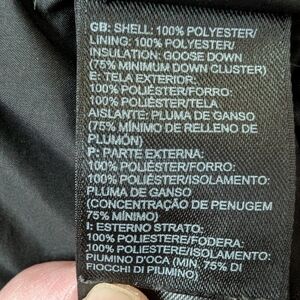 GB: SHELL: 100% POLYESTER/
LINING: 100% POLYESTER/
INSULATION: GOOSE DOWN
(75% MINIMUM DOWN CLUSTER)
E: TELA EXTERIOR:
100% POLIÉSTER/FORRO:
100% POLIÉSTER/TELA
AISLANTE: PLUMA DE GANSO
(75% MÍNIMO DE RELLENO DE
PLUMÓN)
P: PARTE EXTERNA:
100% POLIÉSTER/FORRO:
100% POLIÉSTER/ISOLAMENTO:
PLUMA DE GANSO
(CONCENTRAÇÃO DE PENUGEM
75% MÍNIMO)
I: ESTERNO STRATO:
100% POLIESTERE/FODERA:
100% POLIESTERE/ISOLAMENTO:
PIUMINO D'OCA (MIN. 75% DI
FIOCCHI DI PIUMINO)